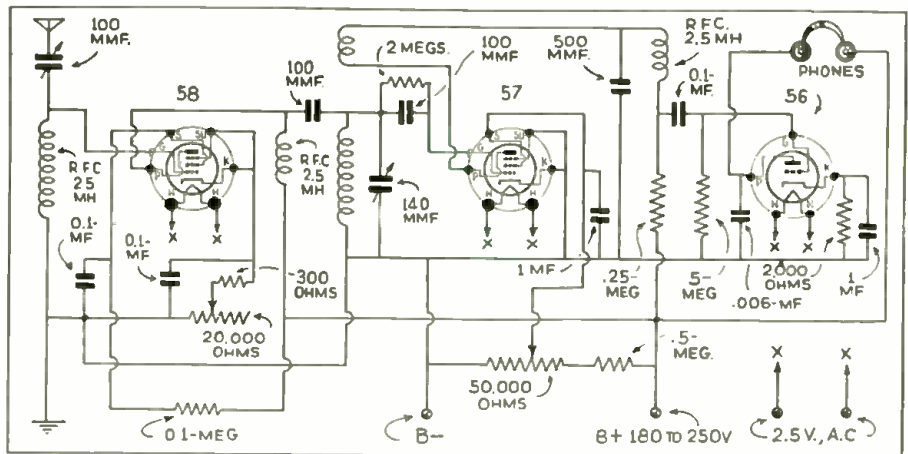 100
MMF.
58
100
MMF
2 MEGS.
100
MMF
57
500
MMF.
R.F.C.
2.5 MH
0.1-
MF.
PHONES
56
R.F.C
2.5
MH
R.F.C
2.5
MH
140
MMF
0.1-
MF
0.1-
MF
300
OHMS
20,000
OHMS
1 MF
.25-
MEG
.5-
MEG
.006-MF
2,000
OHMS
1
MF
0.1-MEG
B-
50,000
OHMS
.5-
MEG.
B+ 180 TO 250V
2.5 V., A.C
G
S
SU
P
K
H
H
X
X
G
S
SU
P
K
H
H
X
X
G
P
K
H
H
X
X
X
X